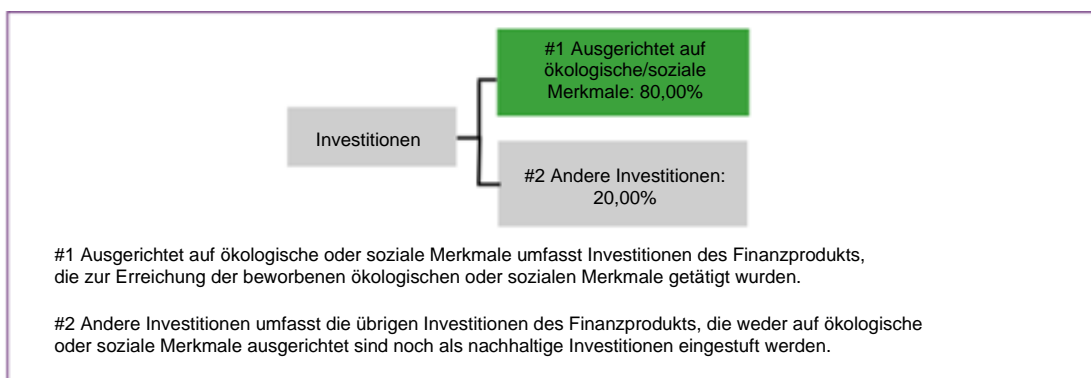 #1 Ausgerichtet auf
ökologische/soziale
Merkmale: 80,00%
Investitionen
#2 Andere Investitionen:
20,00%
#1 Ausgerichtet auf ökologische oder soziale Merkmale umfasst Investitionen des Finanzprodukts,
die zur Erreichung der beworbenen ökologischen oder sozialen Merkmale getätigt wurden.
#2 Andere Investitionen umfasst die übrigen Investitionen des Finanzprodukts, die weder auf ökologische
oder soziale Merkmale ausgerichtet sind noch als nachhaltige Investitionen eingestuft werden.